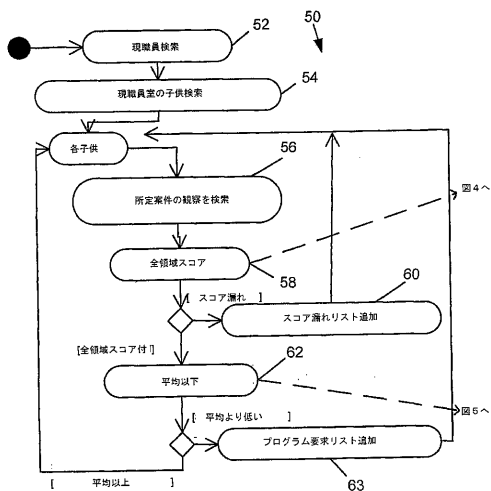 52
50
現職員検索
54
現職員室の子供検索
各子供
56
所定案件の観察を検索
図4へ
全領域スコア
58
60
[ スコア漏れ ]
スコア漏れリスト追加
[全領域スコア付]
62
平均以下
図5へ
[ 平均より低い ]
プログラム要求リスト追加
63
[ 平均以上 ]